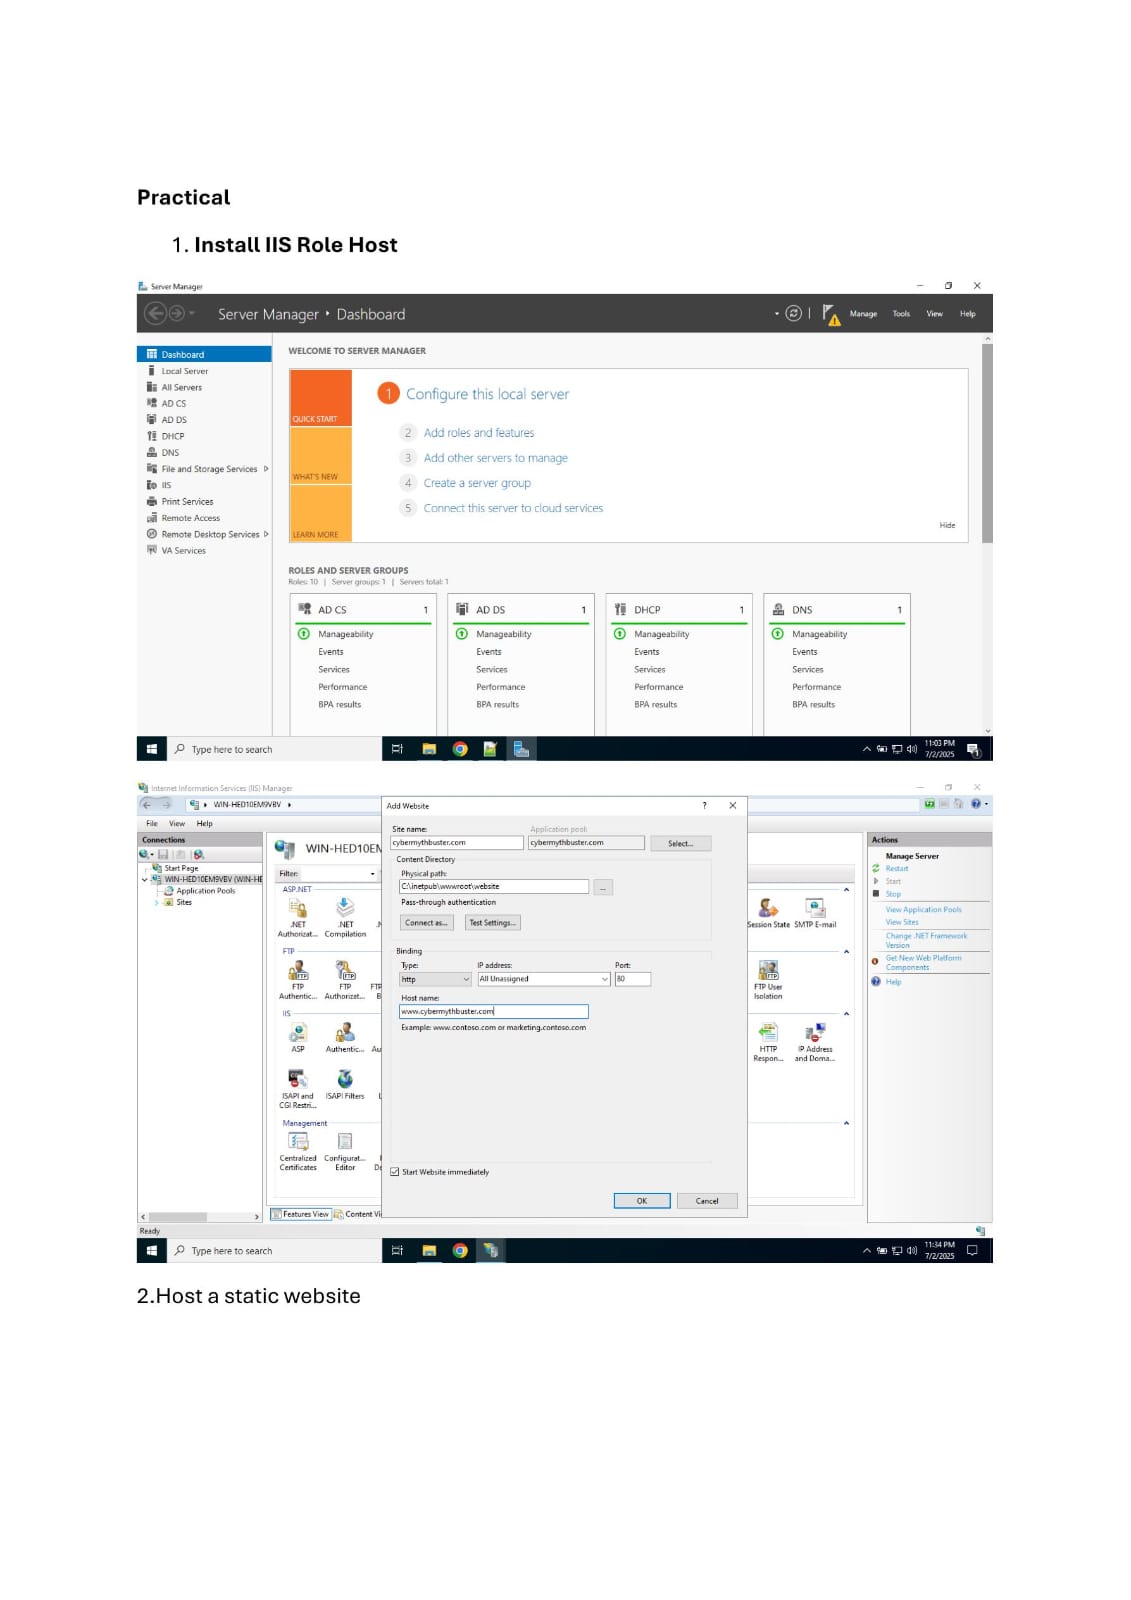 Practical
1. Install IIS Role Host
Server Manager
Server Manager • Dashboard
Manage Tools View Help
Dashboard
Local Server
All Servers
AD CS
AD DS
DHCP
DNS
File and Storage Services
IIS
Print Services
Remote Access
Remote Desktop Services
VA Services
WELCOME TO SERVER MANAGER
QUICK START
WHAT'S NEW
LEARN MORE
1 Configure this local server
2 Add roles and features
3 Add other servers to manage
4 Create a server group
5 Connect this server to cloud services
Hide
ROLES AND SERVER GROUPS
Roles: 10 | Server groups: 1 | Servers total: 1
AD CS 1
Manageability
Events
Services
Performance
BPA results
AD DS 1
Manageability
Events
Services
Performance
BPA results
DHCP 1
Manageability
Events
Services
Performance
BPA results
DNS 1
Manageability
Events
Services
Performance
BPA results
Type here to search
11:03 PM
7/2/2025
Internet Information Services (IIS) Manager
WIN-HED10EM9VBV
File View Help
Connections
Start Page
WIN-HED10EM9VBV (WIN-HE
Application Pools
Sites
WIN-HED10EM
Filter:
ASP.NET
.NET Authorizat...
.NET Compilation
Session State
SMTP E-mail
FTP
FTP Authentic...
FTP Authorizat...
FTP User Isolation
IIS
ASP
Authentic...
Au
HTTP Respon...
IP Address and Doma...
ISAPI and CGI Restri...
ISAPI Filters
Management
Centralized Certificates
Configurat... Editor
De
Features View
Content Vi
Ready
Add Website
?
Site name:
cybermythbuster.com
Application pool:
cybermythbuster.com
Select...
Content Directory
Physical path:
C:\inetpub\wwwroot\website
...
Pass-through authentication
Connect as...
Test Settings...
Binding
Type:
http
IP address:
All Unassigned
Port:
80
Host name:
www.cybermythbuster.com
Example: www.contoso.com or marketing.contoso.com
Start Website immediately
OK
Cancel
Actions
Manage Server
Restart
Start
Stop
View Application Pools
View Sites
Change .NET Framework
Version
Get New Web Platform
Components
Help
Type here to search
11:34 PM
7/2/2025
2.Host a static website